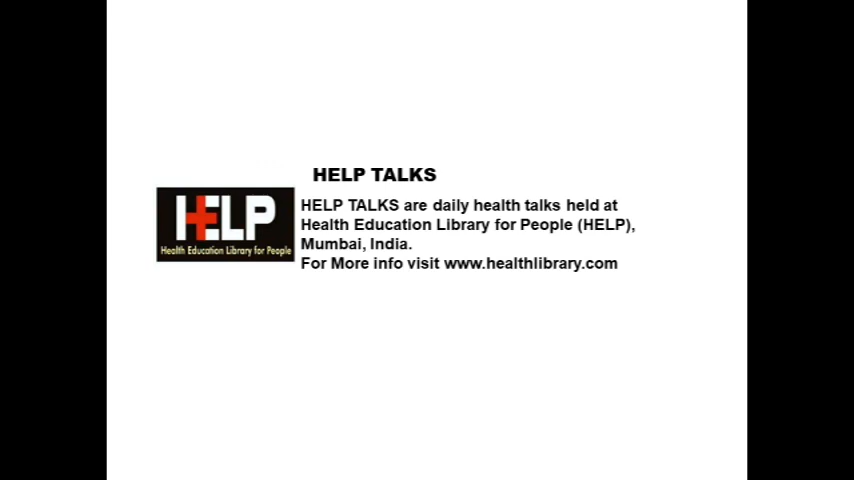 HELP TALKS
HELP
Health Education Library for People
HELP TALKS are daily health talks held at
Health Education Library for People (HELP),
Mumbai, India.
For More info visit www.healthlibrary.com